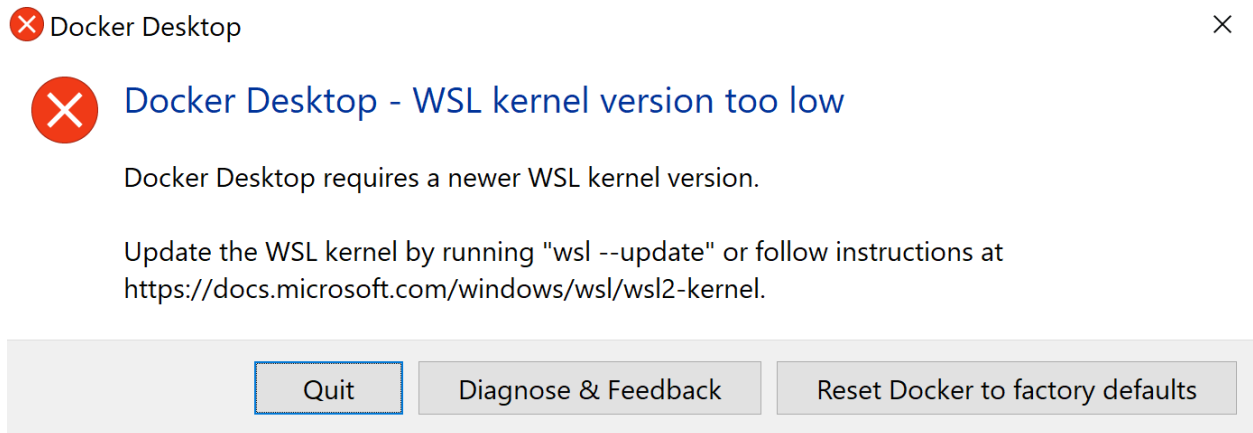 Docker Desktop
Docker Desktop - WSL kernel version too low
Docker Desktop requires a newer WSL kernel version.
Update the WSL kernel by running "wsl --update" or follow instructions at
https://docs.microsoft.com/windows/wsl/wsl2-kernel.
Quit
Diagnose & Feedback
Reset Docker to factory defaults